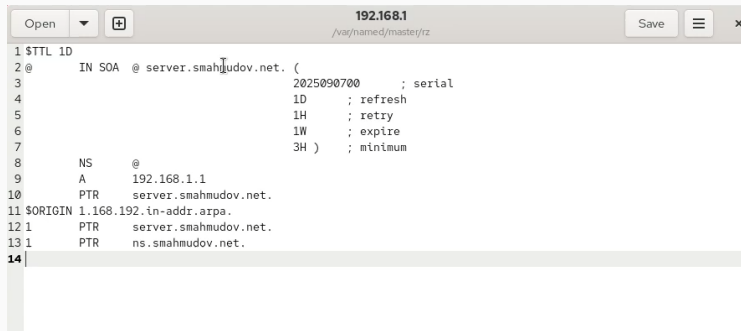 Open
192.168.1
/var/named/master/rz
Save
1 $TTL 1D
2 @ IN SOA @ server.smahmudov.net. (
3 2025090700 ; serial
4 1D ; refresh
5 1H ; retry
6 1W ; expire
7 3H ) ; minimum
8 NS @
9 A 192.168.1.1
10 PTR server.smahmudov.net.
11 $ORIGIN 1.168.192.in-addr.arpa.
12 1 PTR server.smahmudov.net.
13 1 PTR ns.smahmudov.net.
14